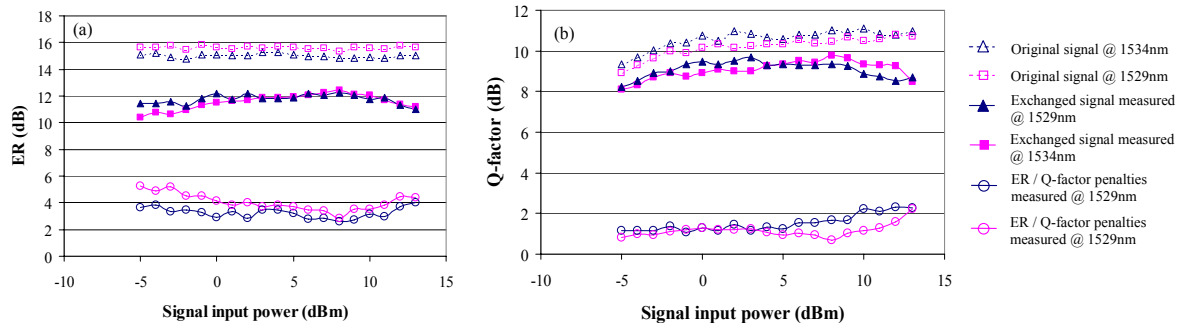 (a)
18
16
14
12
10
8
6
4
2
0
ER (dB)
-10 -5 0 5 10 15
Signal input power (dBm)
(b)
12
10
8
6
4
2
0
Q-factor (dB)
-10 -5 0 5 10 15
Signal input power (dBm)
Original signal @ 1534nm
Original signal @ 1529nm
Exchanged signal measured
@ 1529nm
Exchanged signal measured
@ 1534nm
ER / Q-factor penalties
measured @ 1529nm
ER / Q-factor penalties
measured @ 1529nm